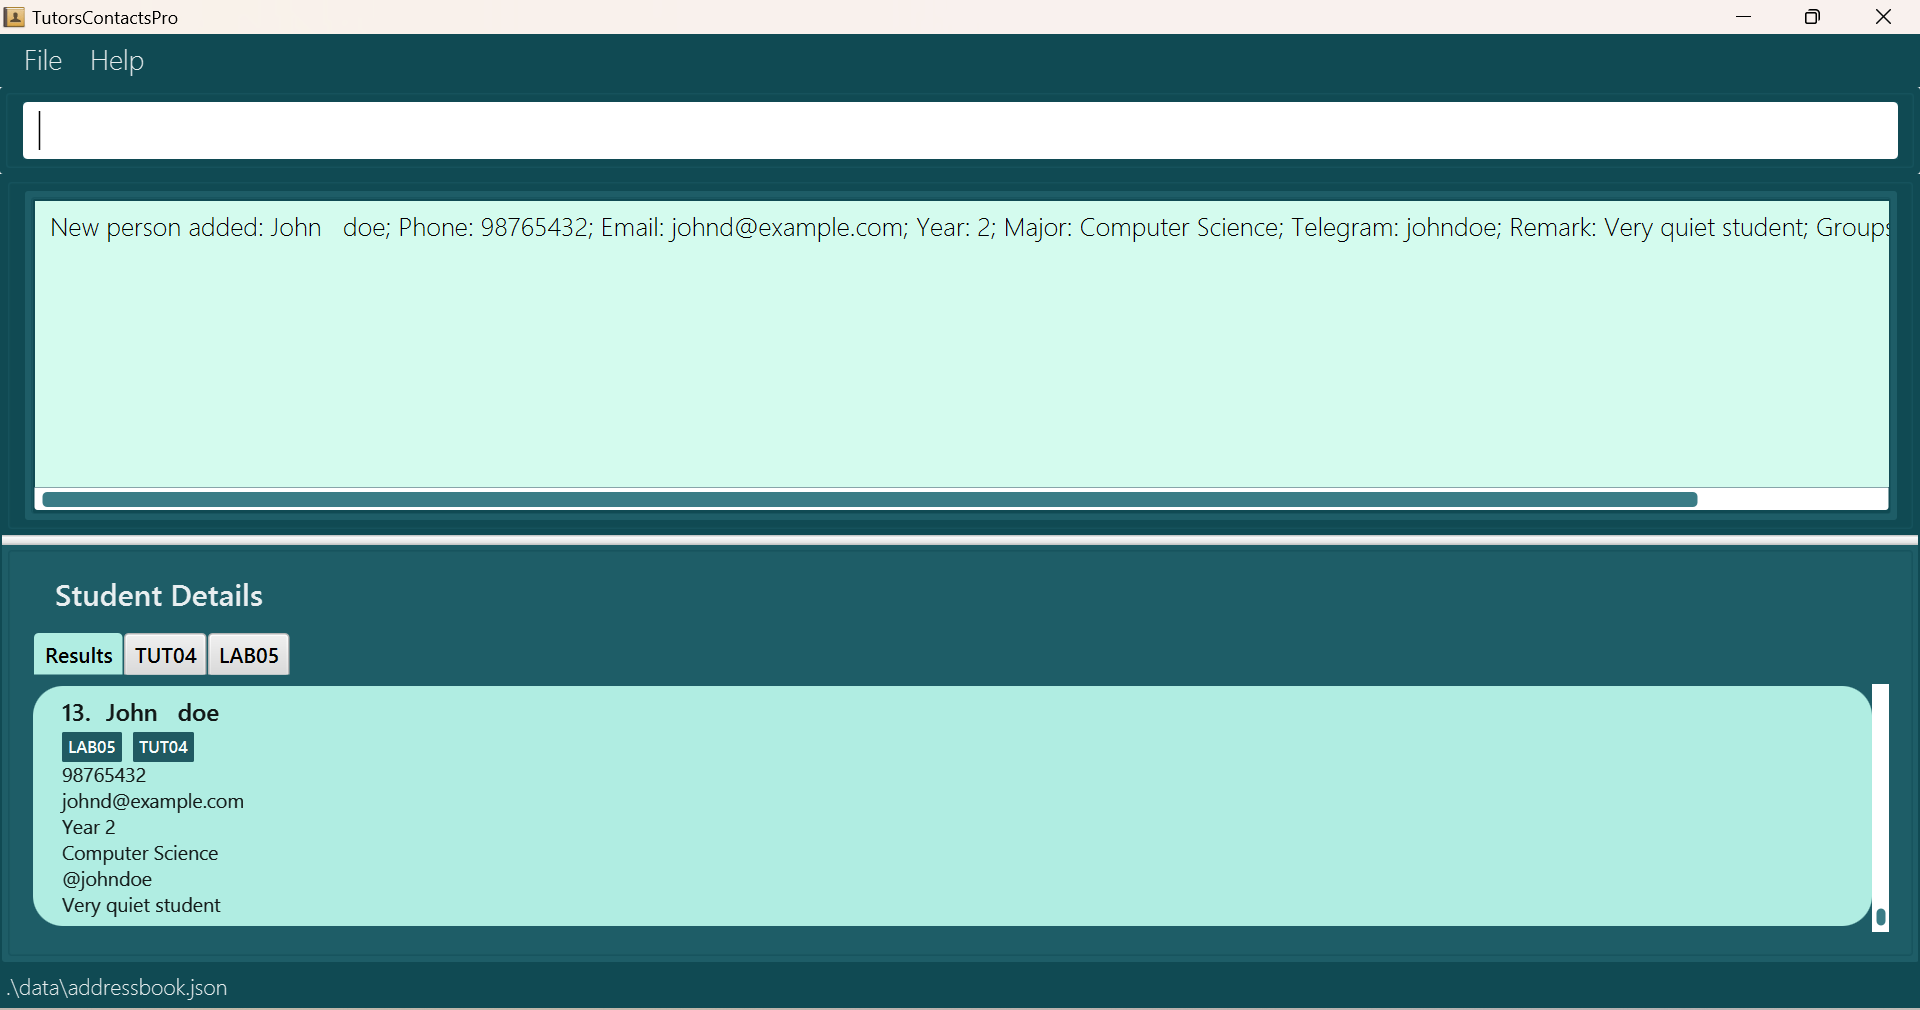 TutorsContactsPro
File Help
New person added: John   doe; Phone: 98765432; Email: johnd@example.com; Year: 2; Major: Computer Science; Telegram: johndoe; Remark: Very quiet student; Groups
Student Details
Results TUT04 LAB05
13. John   doe
LAB05 TUT04
98765432
johnd@example.com
Year 2
Computer Science
@johndoe
Very quiet student
.\data\addressbook.json